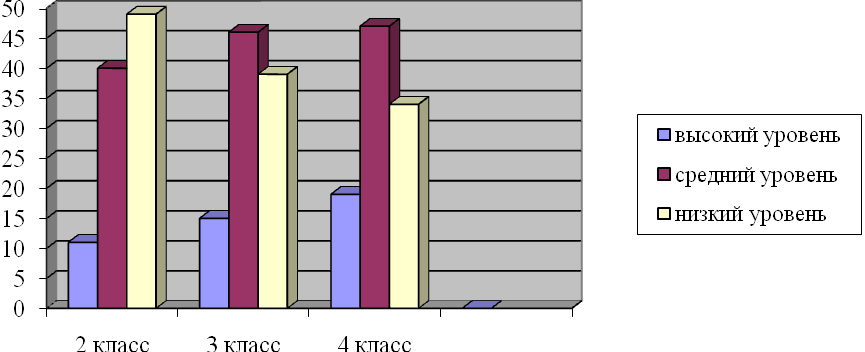 50
45
40
35
30
25
20
15
10
5
0
2 класс 3 класс 4 класс
высокий уровень
средний уровень
низкий уровень